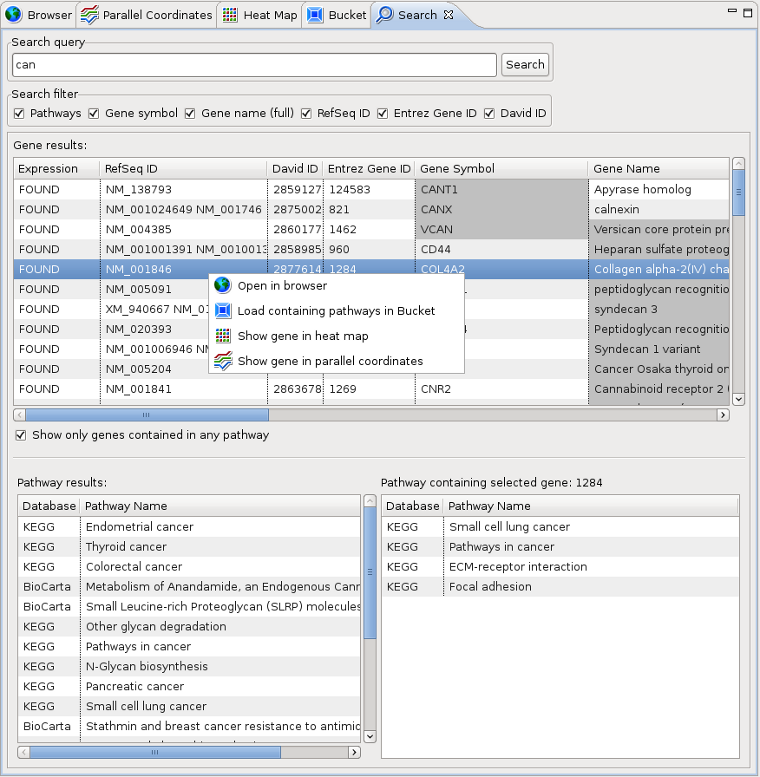 Browser Parallel Coordinates Heat Map Bucket Search
Search query
can Search
Search filter
Pathways Gene symbol Gene name (full) RefSeq ID Entrez Gene ID David ID
Gene results:
Expression RefSeq ID David ID Entrez Gene ID Gene Symbol Gene Name
FOUND NM_138793 2859127 124583 CANT1 Apyrase homolog
FOUND NM_001024649 NM_001746 2875002 821 CANX calnexin
FOUND NM_004385 2860177 1462 VCAN Versican core protein pre
FOUND NM_001001391 NM_0010013 2858985 960 CD44 Heparan sulfate proteog
FOUND NM_001846 2877614 1284 COL4A2 Collagen alpha-2(IV) cha
FOUND NM_005091 peptidoglycan recognitio
FOUND XM_940667 NM_01 syndecan 3
FOUND NM_020393 Peptidoglycan recognitio
FOUND NM_001006946 NM Syndecan 1 variant
FOUND NM_005204 Cancer Osaka thyroid on
FOUND NM_001841 2863678 1269 CNR2 Cannabinoid receptor 2
Open in browser
Load containing pathways in Bucket
Show gene in heat map
Show gene in parallel coordinates
Show only genes contained in any pathway
Pathway results:
Database Pathway Name
KEGG Endometrial cancer
KEGG Thyroid cancer
KEGG Colorectal cancer
BioCarta Metabolism of Anandamide, an Endogenous Cann
BioCarta Small Leucine-rich Proteoglycan (SLRP) molecules
KEGG Other glycan degradation
KEGG Pathways in cancer
KEGG N-Glycan biosynthesis
KEGG Pancreatic cancer
KEGG Small cell lung cancer
BioCarta Stathmin and breast cancer resistance to antimic
Pathway containing selected gene: 1284
Database Pathway Name
KEGG Small cell lung cancer
KEGG Pathways in cancer
KEGG ECM-receptor interaction
KEGG Focal adhesion